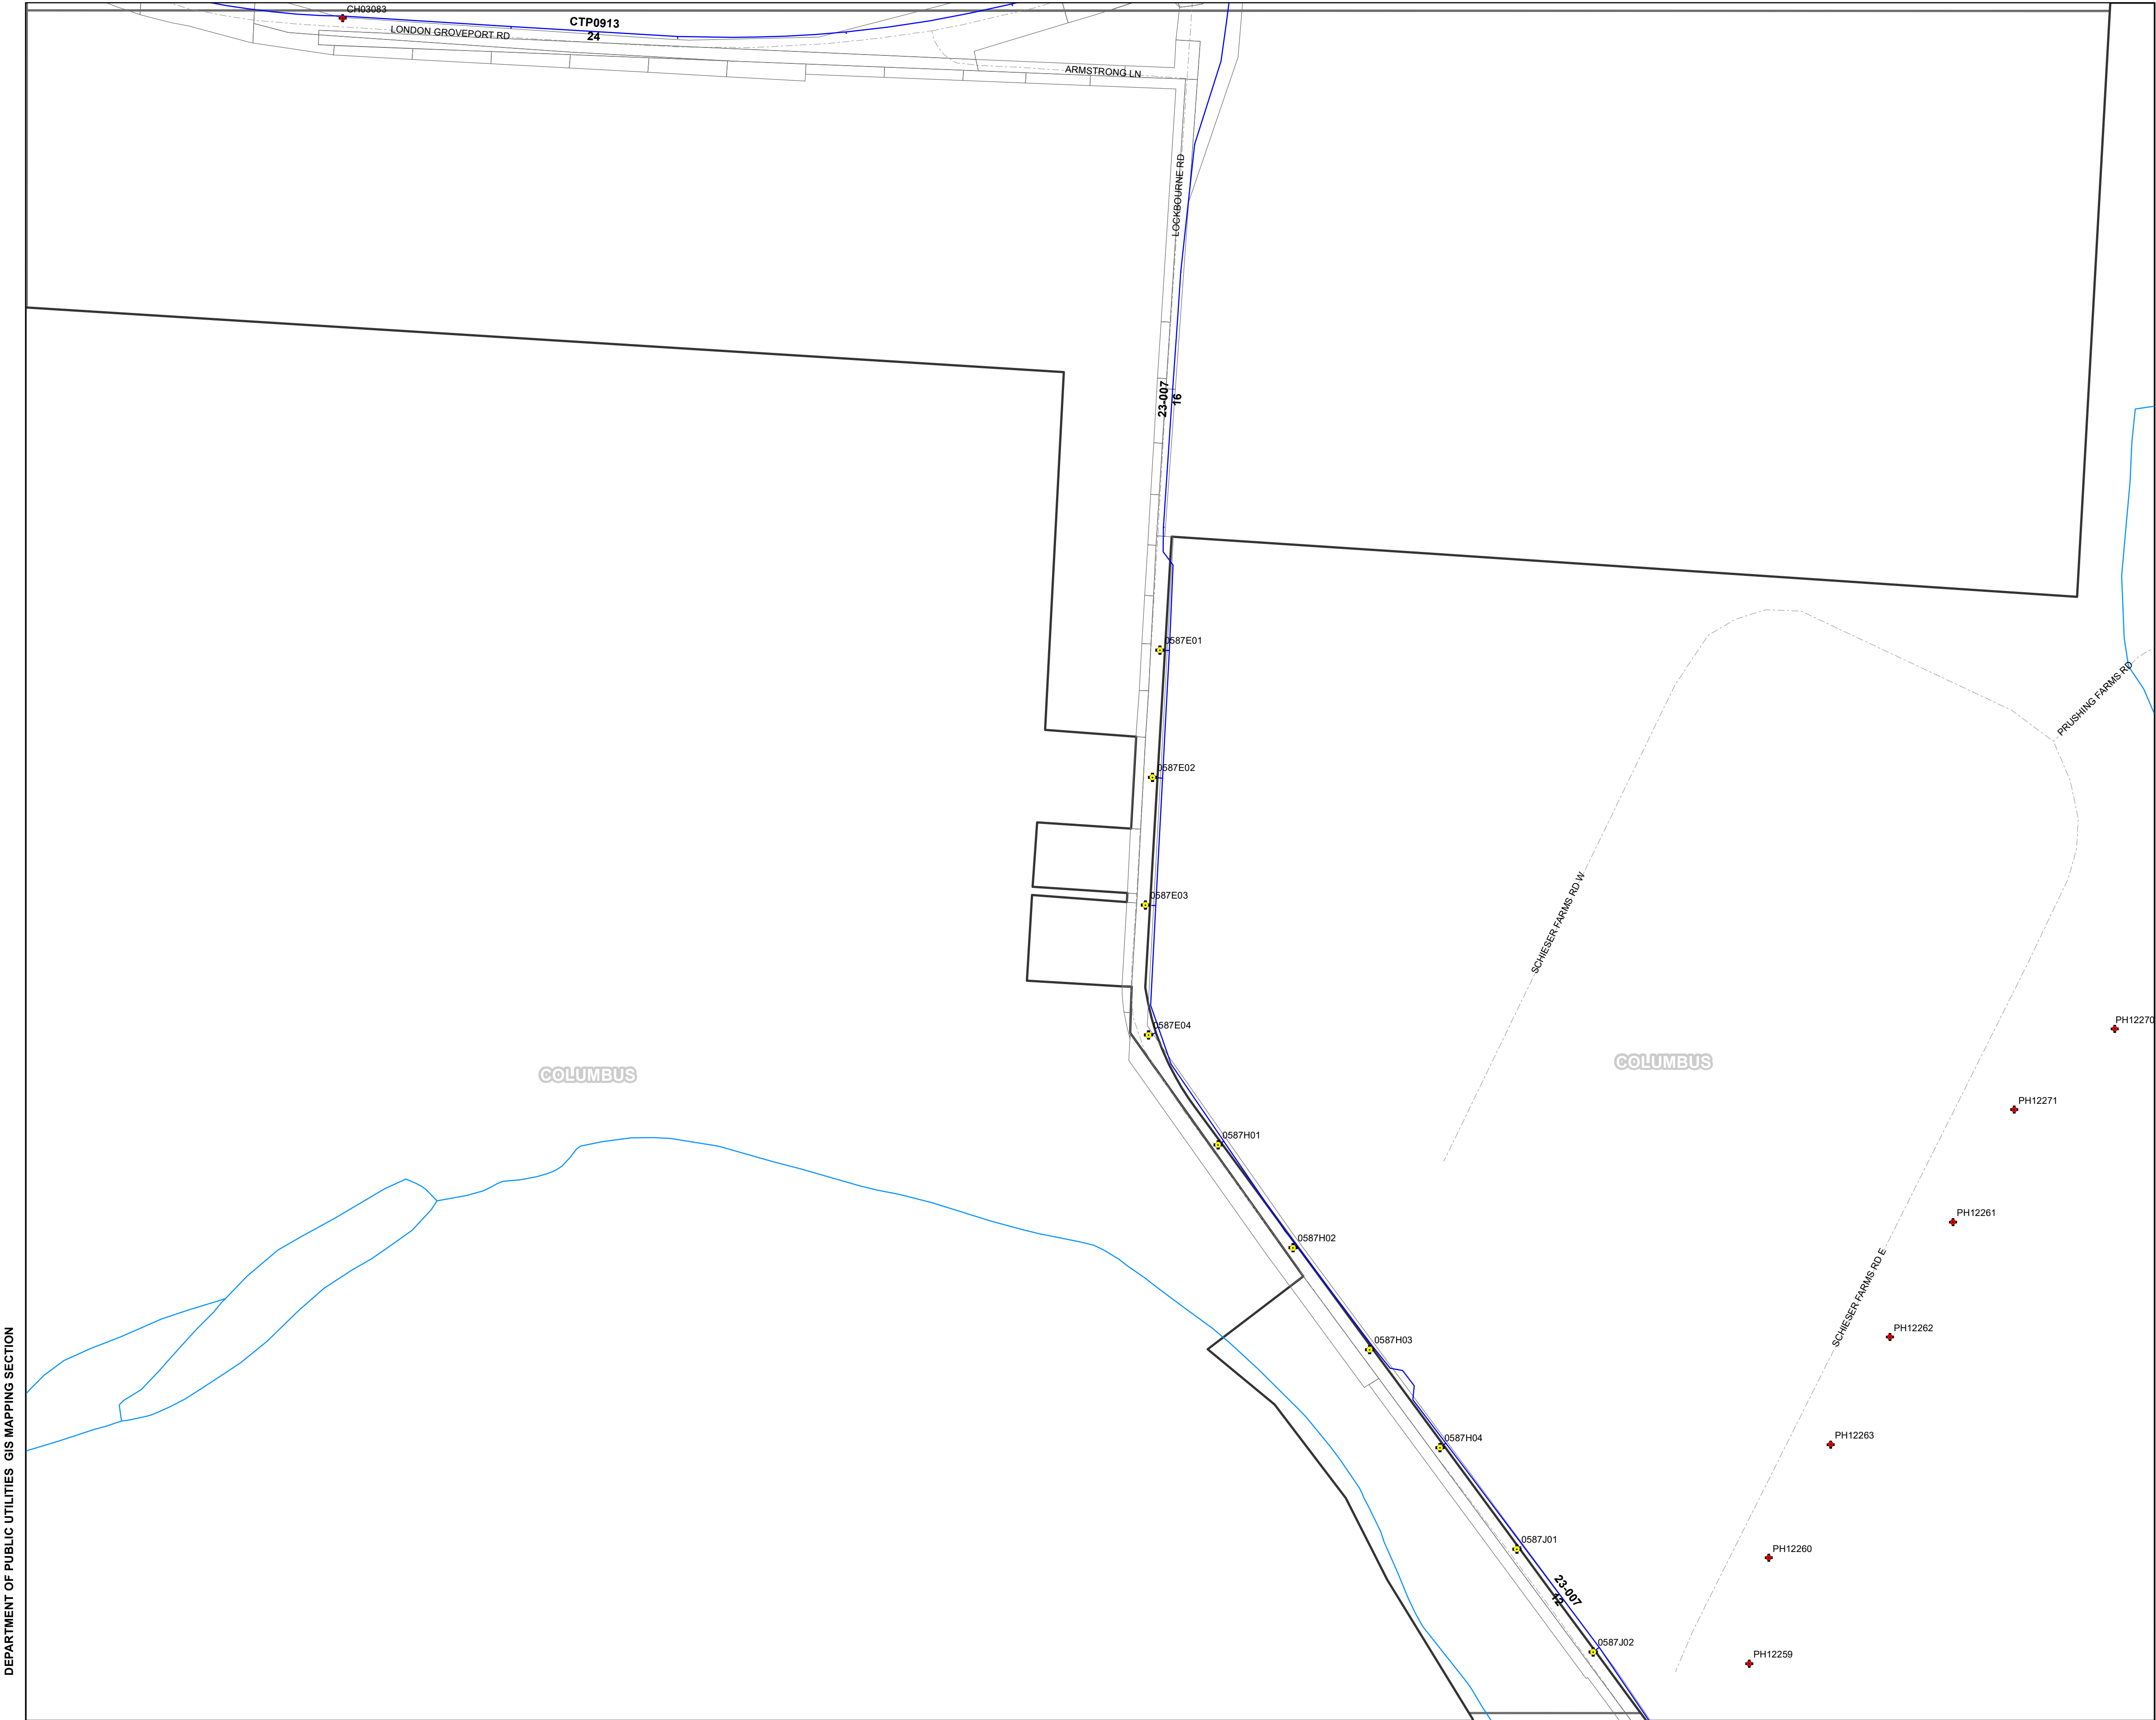 CH03083
CTP0913
24
LONDON GROVEPORT RD
ARMSTRONG LN
LOCKBOURNE RD
23-007
16
0587E01
PRUSHING FARMS RD
0587E02
SCHIESER FARMS RD W
0587E03
PH12270
0587E04
COLUMBUS
COLUMBUS
PH12271
0587H01
PH12261
0587H02
SCHIESER FARMS RD E
PH12262
0587H03
0587H04
PH12263
0587J01
PH12260
23-007
12
0587J02
PH12259
DEPARTMENT OF PUBLIC UTILITIES GIS MAPPING SECTION